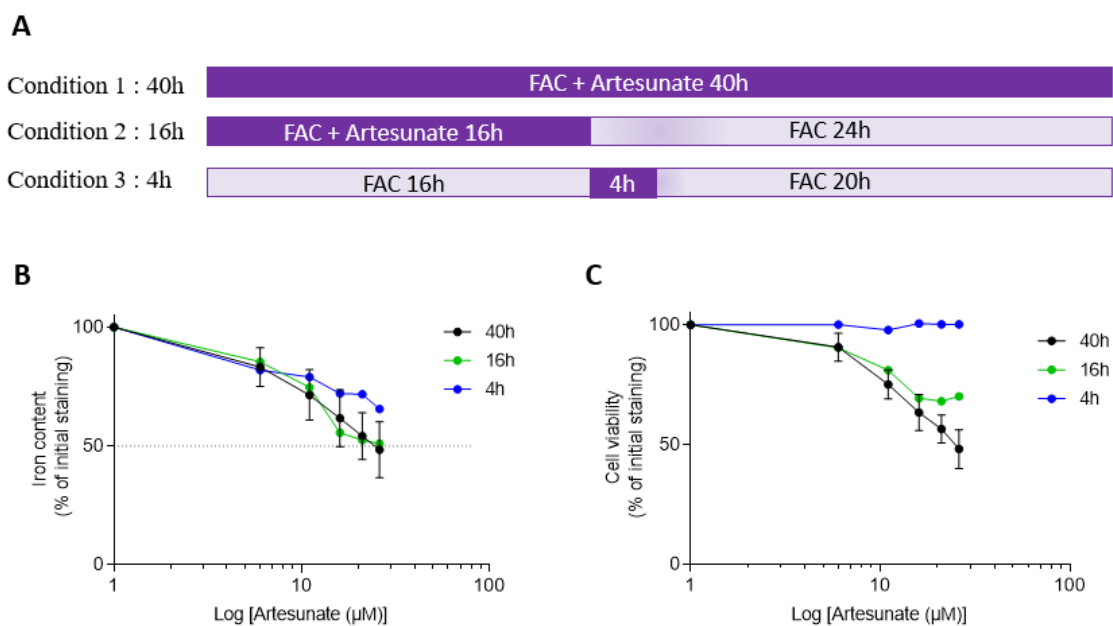 A
Condition 1 : 40h
FAC + Artesunate 40h
Condition 2 : 16h
FAC + Artesunate 16h
FAC 24h
Condition 3 : 4h
FAC 16h
4h
FAC 20h
B
Iron content
(% of initial staining)
100
50
0
1
10
100
Log [Artesunate (µM)]
40h
16h
4h
C
Cell viability
(% of initial staining)
100
50
0
1
10
100
Log [Artesunate (µM)]
40h
16h
4h